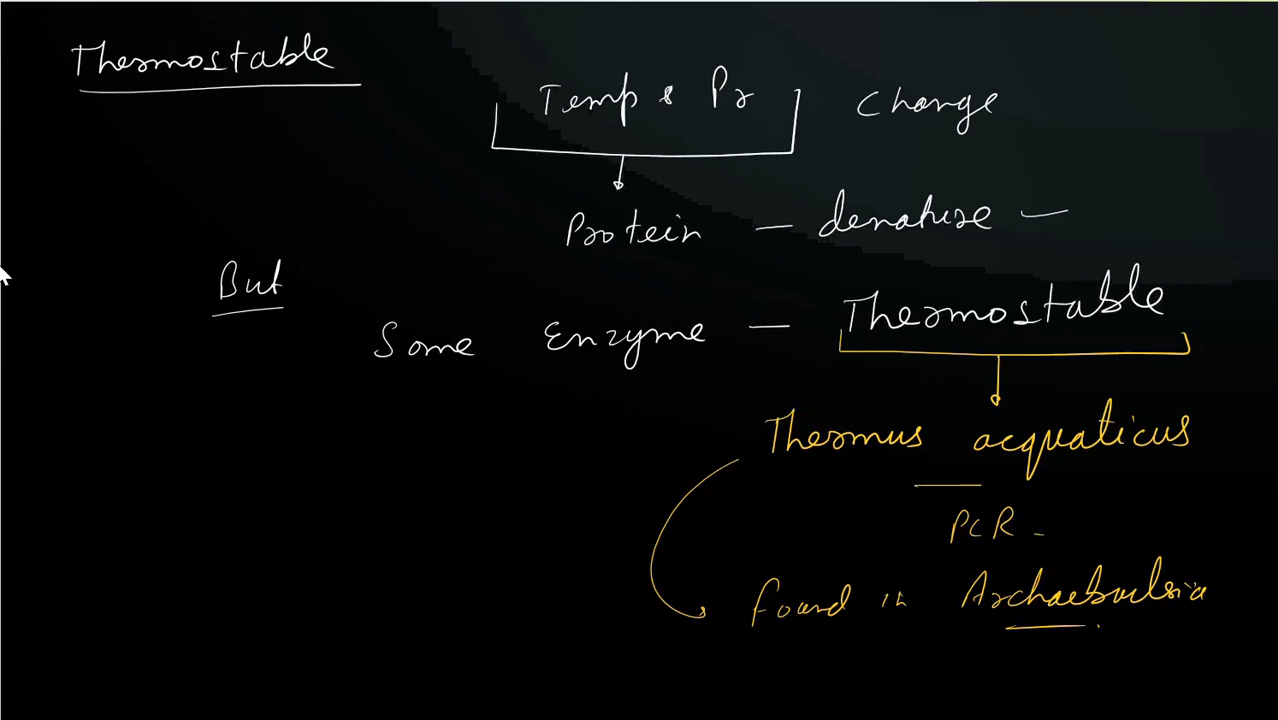 Thermostable
Temp & Pr Change
Protein — denature —
But
Some Enzyme — Thermostable
Thermus acquaticus
PCR -
found in Archaebacteria